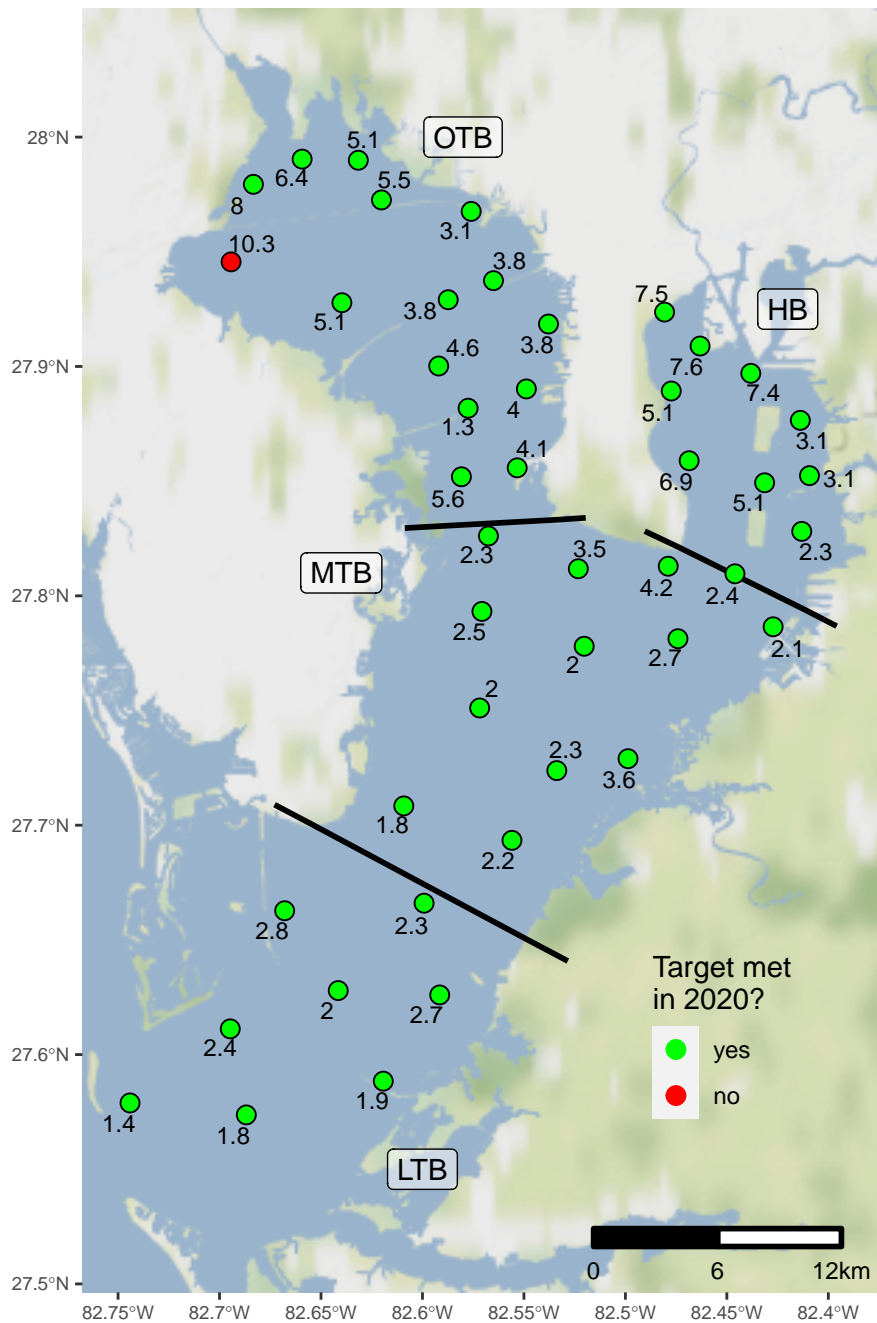 28°N
27.9°N
27.8°N
27.7°N
27.6°N
27.5°N
OTB
5.1
6.4
5.5
8
3.1
10.3
3.8
3.8
5.1
3.8
4.6
4
1.3
4.1
5.6
HB
7.5
7.6
7.4
5.1
3.1
6.9
3.1
5.1
2.3
MTB
2.3
3.5
4.2
2.4
2.5
2
2.7
2.1
2
2.3
3.6
1.8
2.2
2.8
2.3
2
2.7
2.4
1.9
1.4
1.8
LTB
Target met
in 2020?
yes
no
0 6 12km
82.75°W 82.7°W 82.65°W 82.6°W 82.55°W 82.5°W 82.45°W 82.4°W